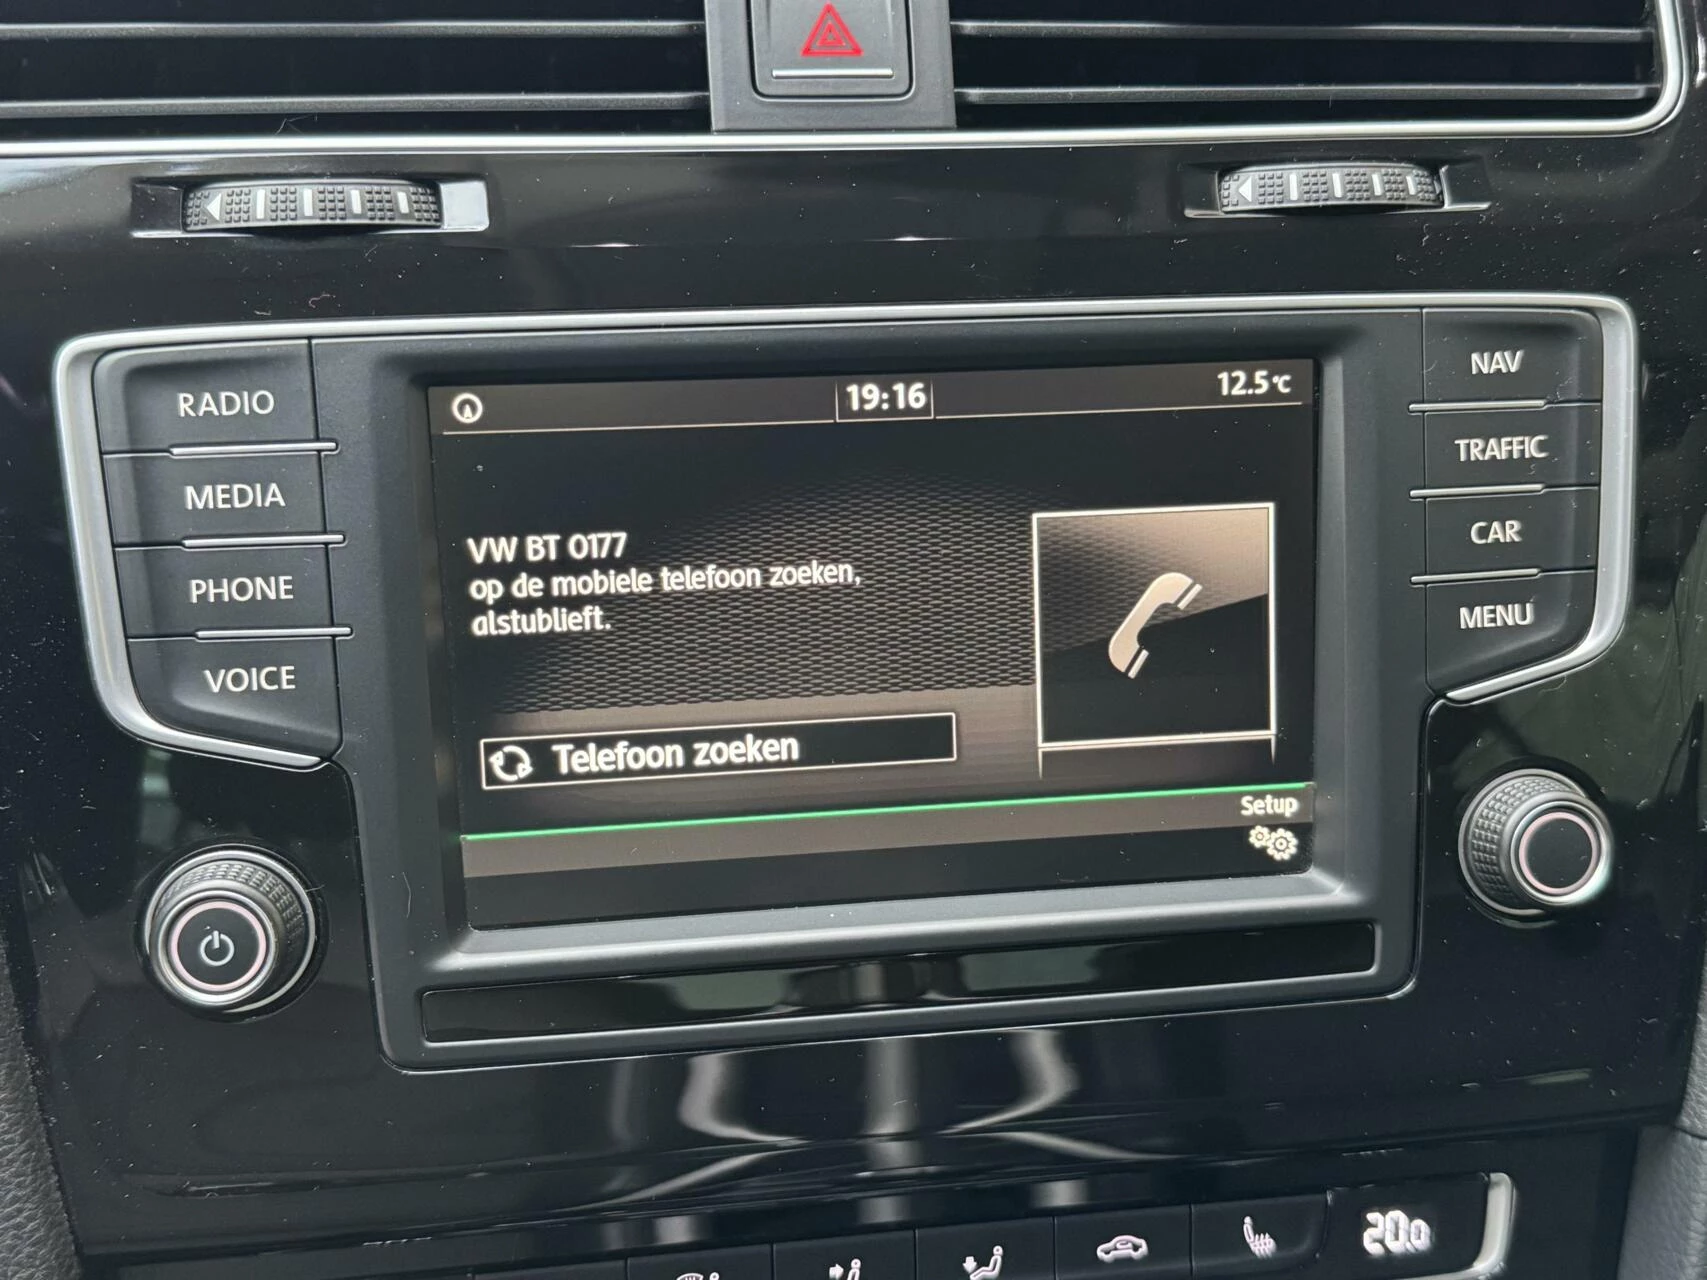 19:16
12.5°C
RADIO
MEDIA
PHONE
VOICE
VW BT 0177
op de mobiele telefoon zoeken,
alstublieft.
Telefoon zoeken
Setup
NAV
TRAFFIC
CAR
MENU
20.0